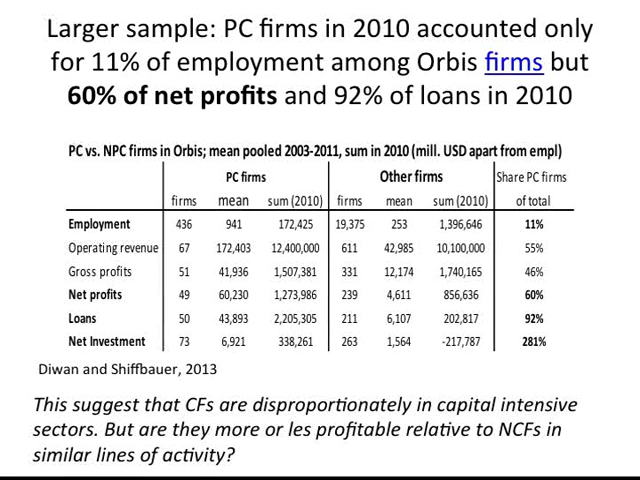 Larger sample: PC firms in 2010 accounted only
for 11% of employment among Orbis firms but
60% of net profits and 92% of loans in 2010
PC vs. NPC firms in Orbis; mean pooled 2003-2011, sum in 2010 (mill. USD apart from empl)
PC firms Other firms Share PC firms
firms mean sum (2010) firms mean sum (2010) of total
Employment 436 941 172,425 19,375 253 1,396,646 11%
Operating revenue 67 172,403 12,400,000 611 42,985 10,100,000 55%
Gross profits 51 41,936 1,507,381 331 12,174 1,740,165 46%
Net profits 49 60,230 1,273,986 239 4,611 856,636 60%
Loans 50 43,893 2,205,305 211 6,107 202,817 92%
Net Investment 73 6,921 338,261 263 1,564 -217,787 281%
Diwan and Shiffbauer, 2013
This suggest that CFs are disproportionately in capital intensive
sectors. But are they more or les profitable relative to NCFs in
similar lines of activity?